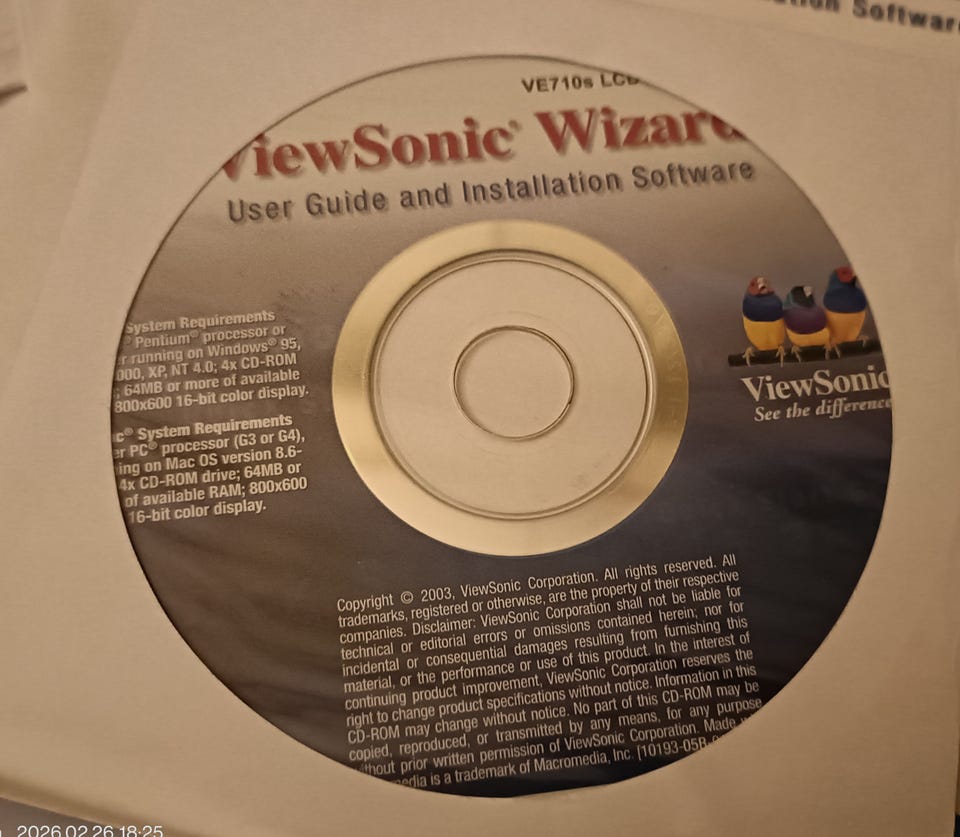 Software
VE710s LCD
ViewSonic® Wizard
User Guide and Installation Software
System Requirements
Pentium® processor or
r running on Windows® 95,
000, XP, NT 4.0; 4x CD-ROM
; 64MB or more of available
800x600 16-bit color display.
c® System Requirements
er PC® processor (G3 or G4),
ing on Mac OS version 8.6-
4x CD-ROM drive; 64MB or
of available RAM; 800x600
16-bit color display.
ViewSonic
See the difference
Copyright © 2003, ViewSonic Corporation. All rights reserved. All
trademarks, registered or otherwise, are the property of their respective
companies. Disclaimer: ViewSonic Corporation shall not be liable for
technical or editorial errors or omissions contained herein; nor for
incidental or consequential damages resulting from furnishing this
material, or the performance or use of this product. In the interest of
continuing product improvement, ViewSonic Corporation reserves the
right to change product specifications without notice. Information in this
CD-ROM may change without notice. No part of this CD-ROM may be
copied, reproduced, or transmitted by any means, for any purpose
without prior written permission of ViewSonic Corporation. Made
media is a trademark of Macromedia, Inc. [10193-05B
2026.02.26 18:25